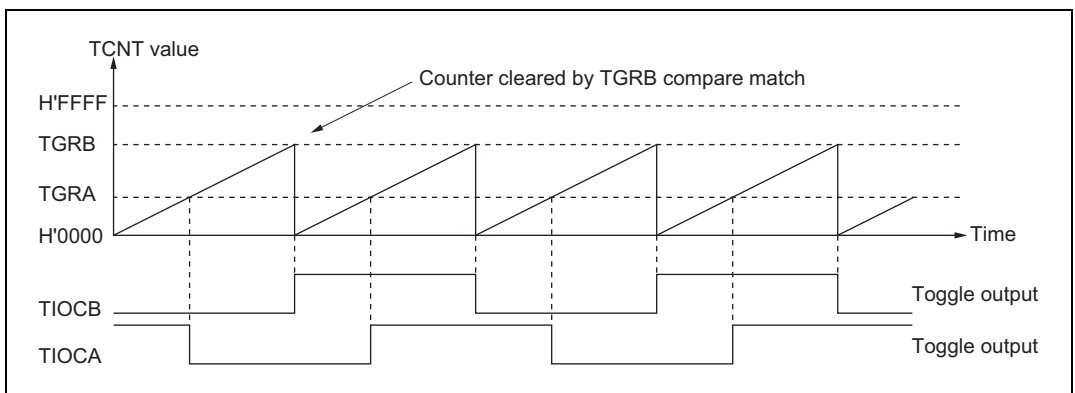 TCNT value
Counter cleared by TGRB compare match
H'FFFF
TGRB
TGRA
H'0000
Time
TIOCB
Toggle output
TIOCA
Toggle output